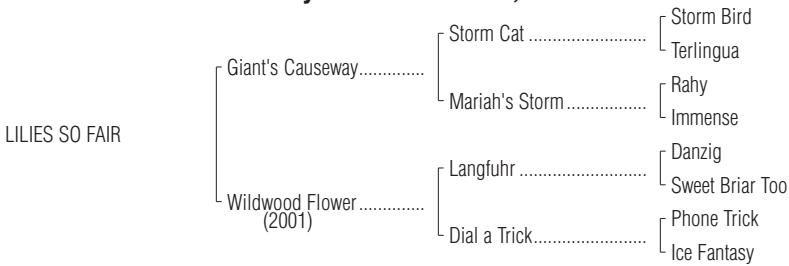 Storm Bird
Storm Cat ........................
Terlingua
Giant's Causeway..............
Rahy
Mariah's Storm.................
Immense
LILIES SO FAIR
Danzig
Langfuhr ..........................
Sweet Briar Too
Wildwood Flower..............
(2001)
Phone Trick
Dial a Trick........................
Ice Fantasy